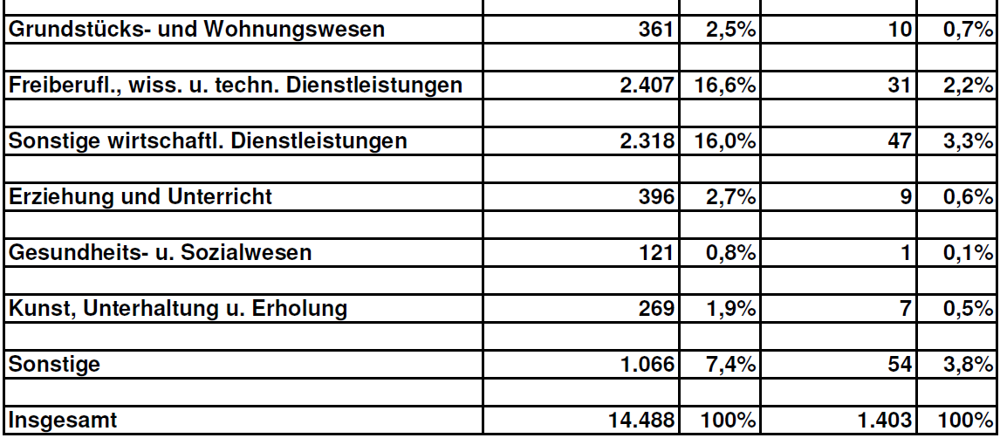 Grundstücks- und Wohnungswesen 361 2,5% 10 0,7%
Freiberufl., wiss. u. techn. Dienstleistungen 2.407 16,6% 31 2,2%
Sonstige wirtschaftl. Dienstleistungen 2.318 16,0% 47 3,3%
Erziehung und Unterricht 396 2,7% 9 0,6%
Gesundheits- u. Sozialwesen 121 0,8% 1 0,1%
Kunst, Unterhaltung u. Erholung 269 1,9% 7 0,5%
Sonstige 1.066 7,4% 54 3,8%
Insgesamt 14.488 100% 1.403 100%